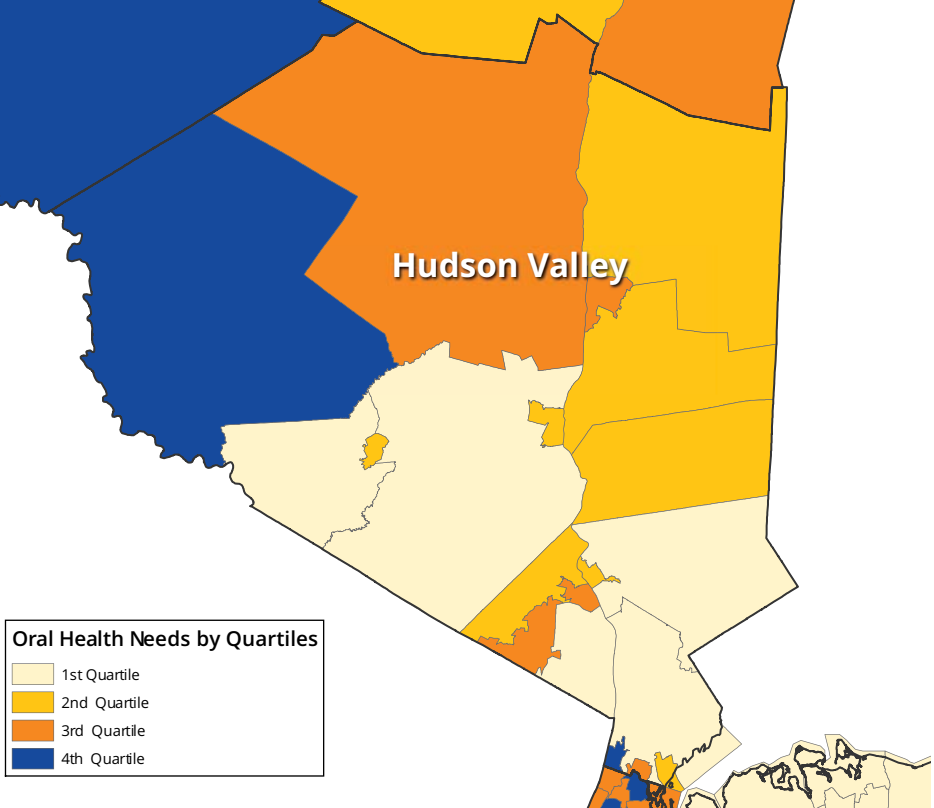 Hudson Valley
Oral Health Needs by Quartiles
1st Quartile
2nd Quartile
3rd Quartile
4th Quartile